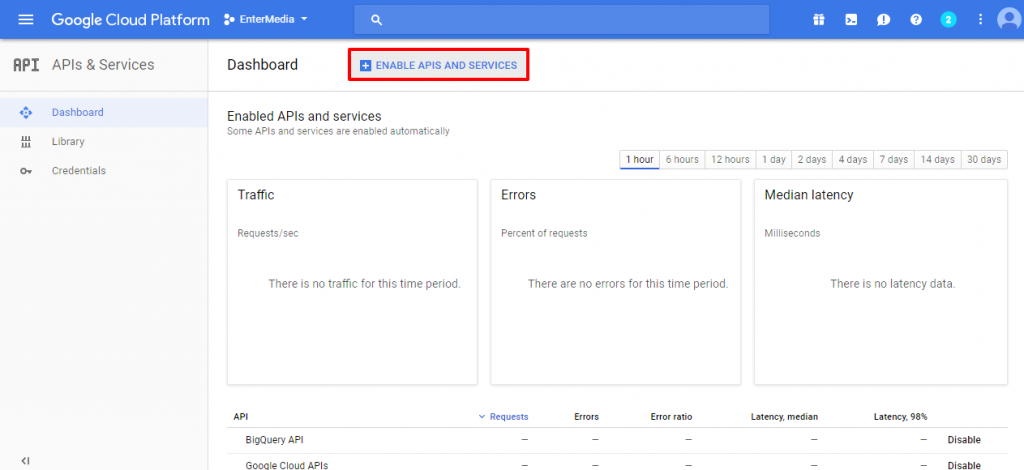 Google Cloud Platform EnterMedia 2
API APIs & Services Dashboard ENABLE APIS AND SERVICES
Dashboard
Library
Credentials
Enabled APIs and services
Some APIs and services are enabled automatically
1 hour 6 hours 12 hours 1 day 2 days 4 days 7 days 14 days 30 days
Traffic
Requests/sec
There is no traffic for this time period.
Errors
Percent of requests
There are no errors for this time period.
Median latency
Milliseconds
There is no latency data.
API Requests Errors Error ratio Latency, median Latency, 98%
BigQuery API — — — — — Disable
Google Cloud APIs — — — — — Disable